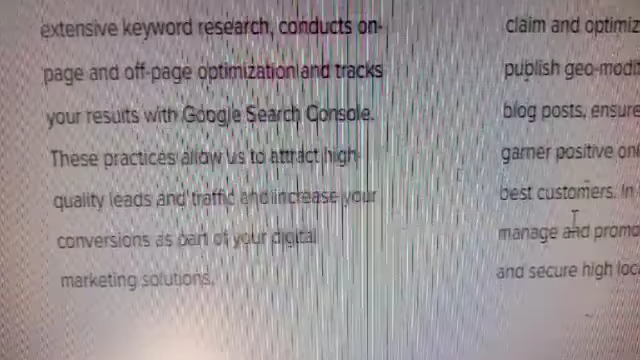 extensive keyword research, conducts on-
page and off-page optimization and tracks
your results with Google Search Console.
These practices allow us to attract high-
quality leads and traffic and increase your
conversions as part of your digital
marketing solutions.
claim and optimiz
publish geo-modif
blog posts, ensure
garner positive onl
best customers. In
manage and promo
and secure high loc